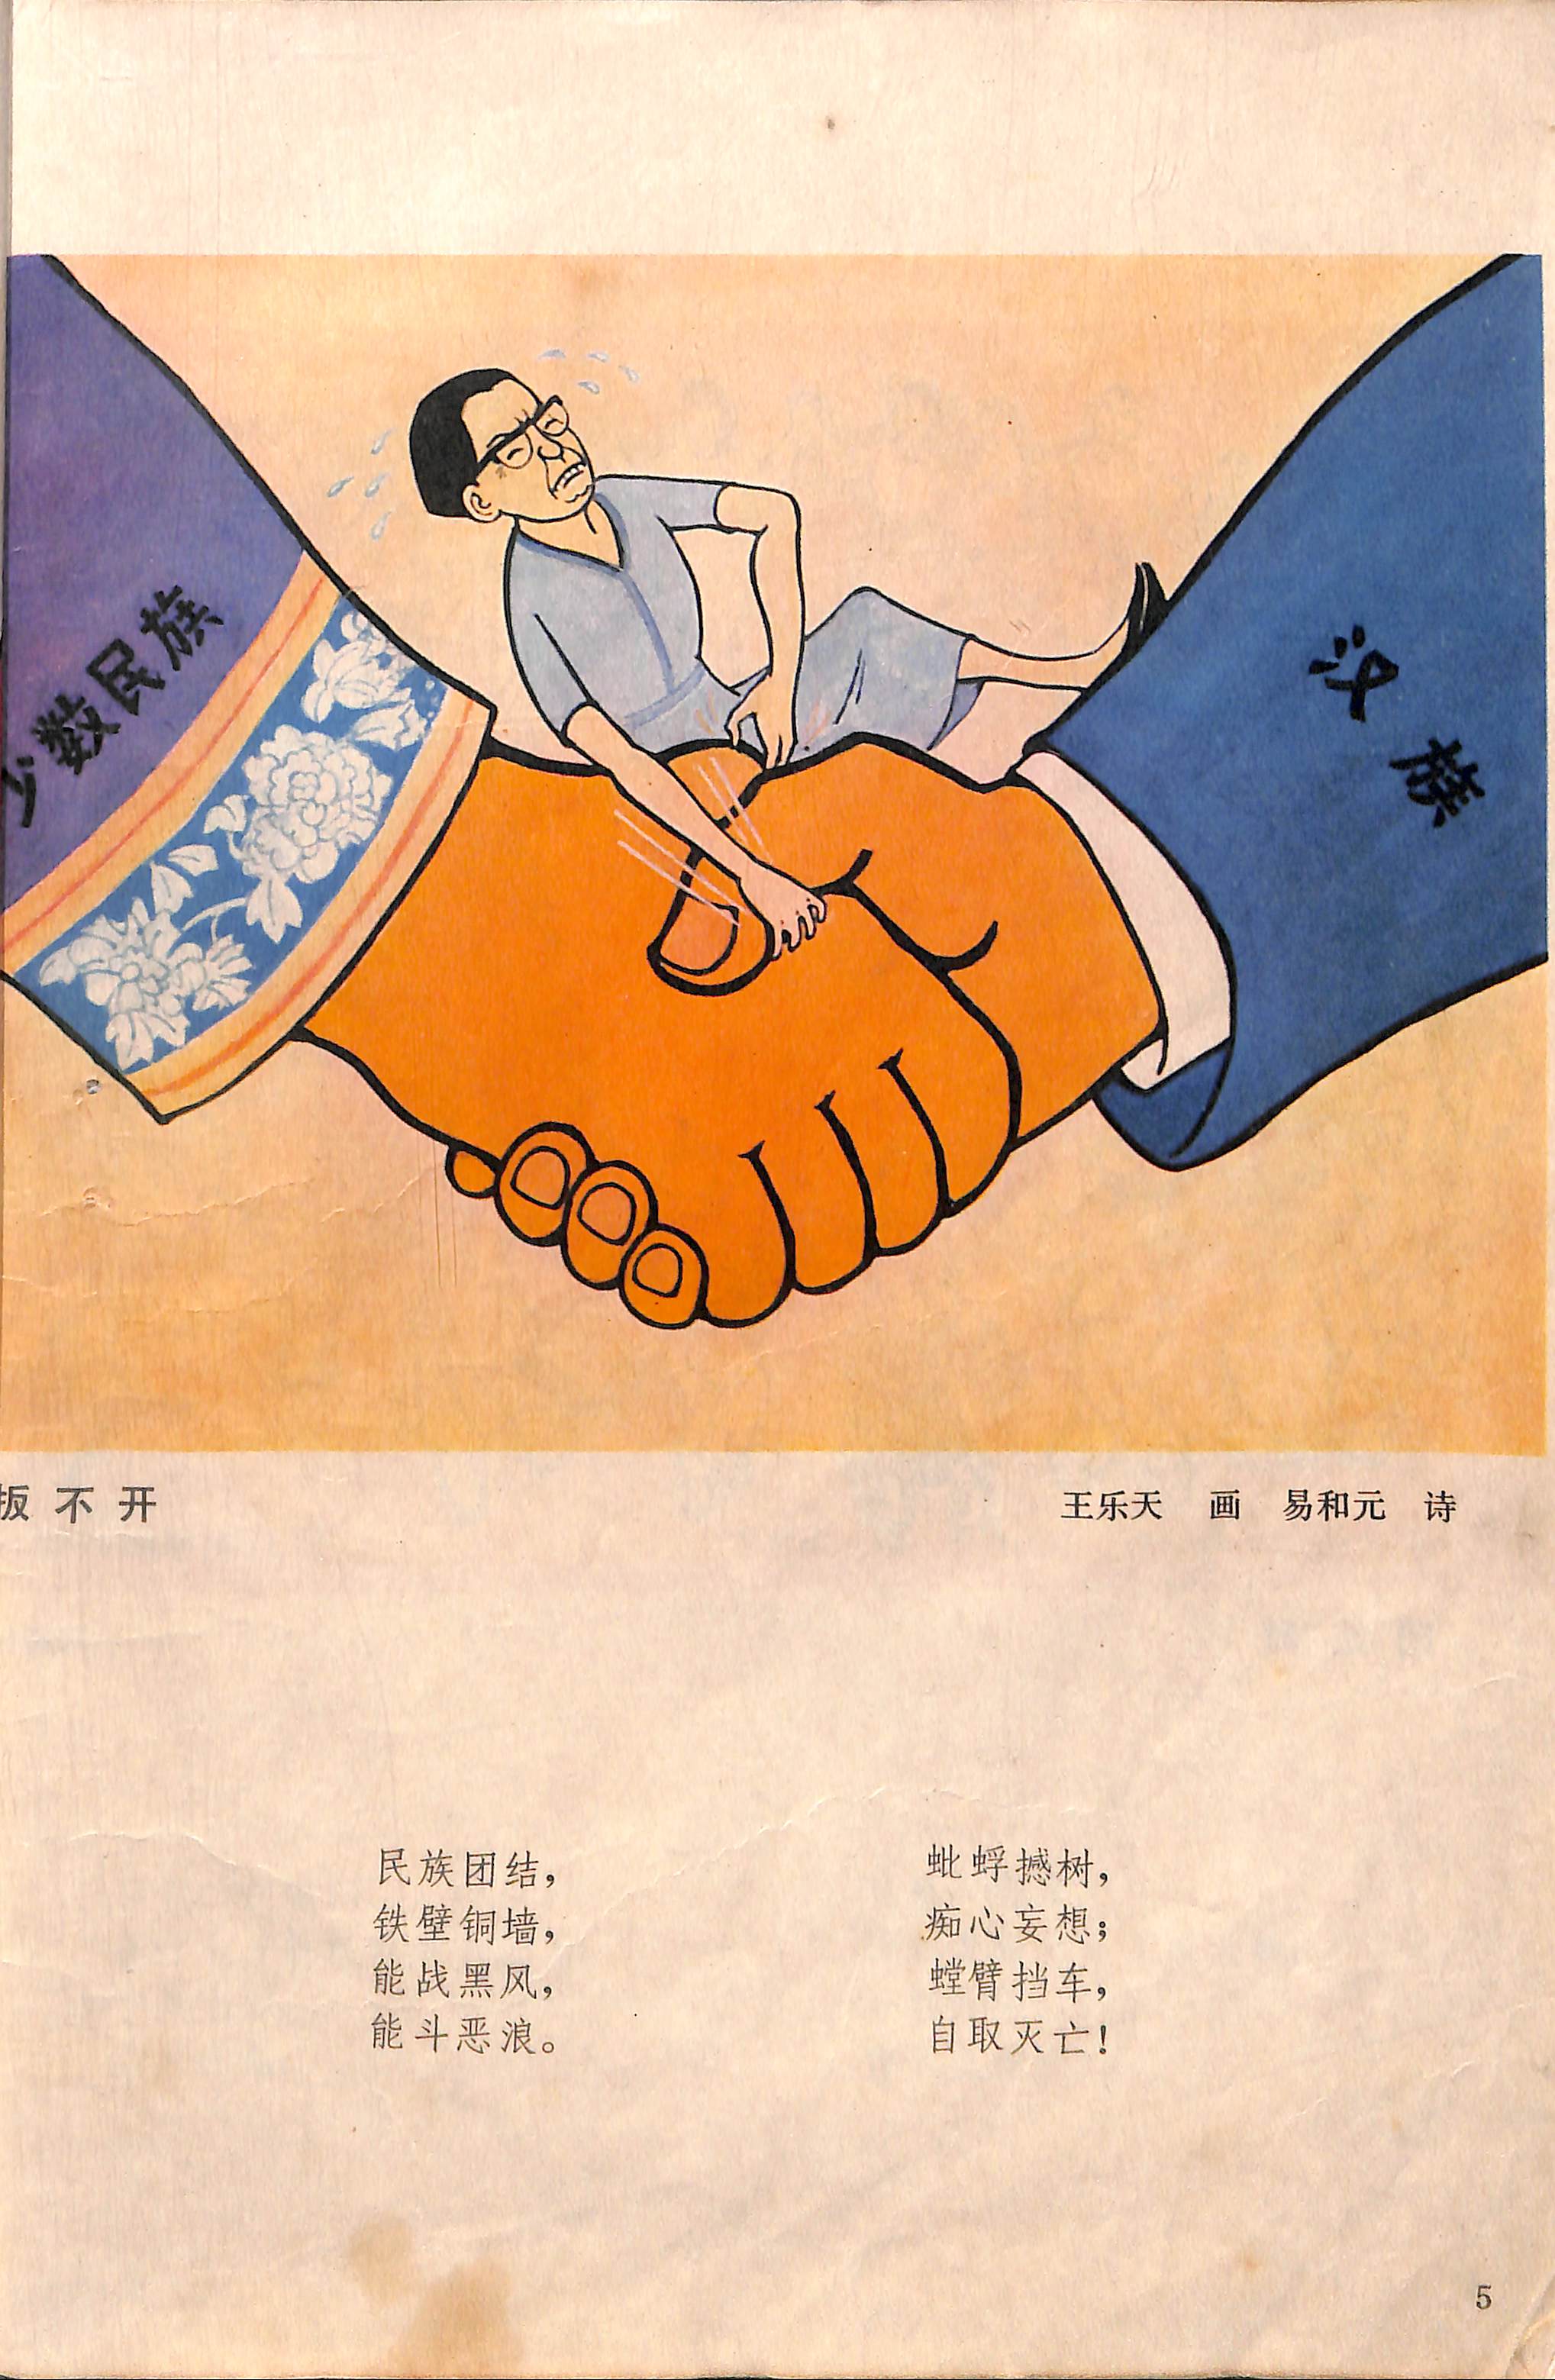 少数民族
汉族
扳不开
王乐天 画 易和元 诗
民族团结，
铁壁铜墙，
能战黑风，
能斗恶浪。
蚍蜉撼树，
痴心妄想；
螳臂挡车，
自取灭亡！
5